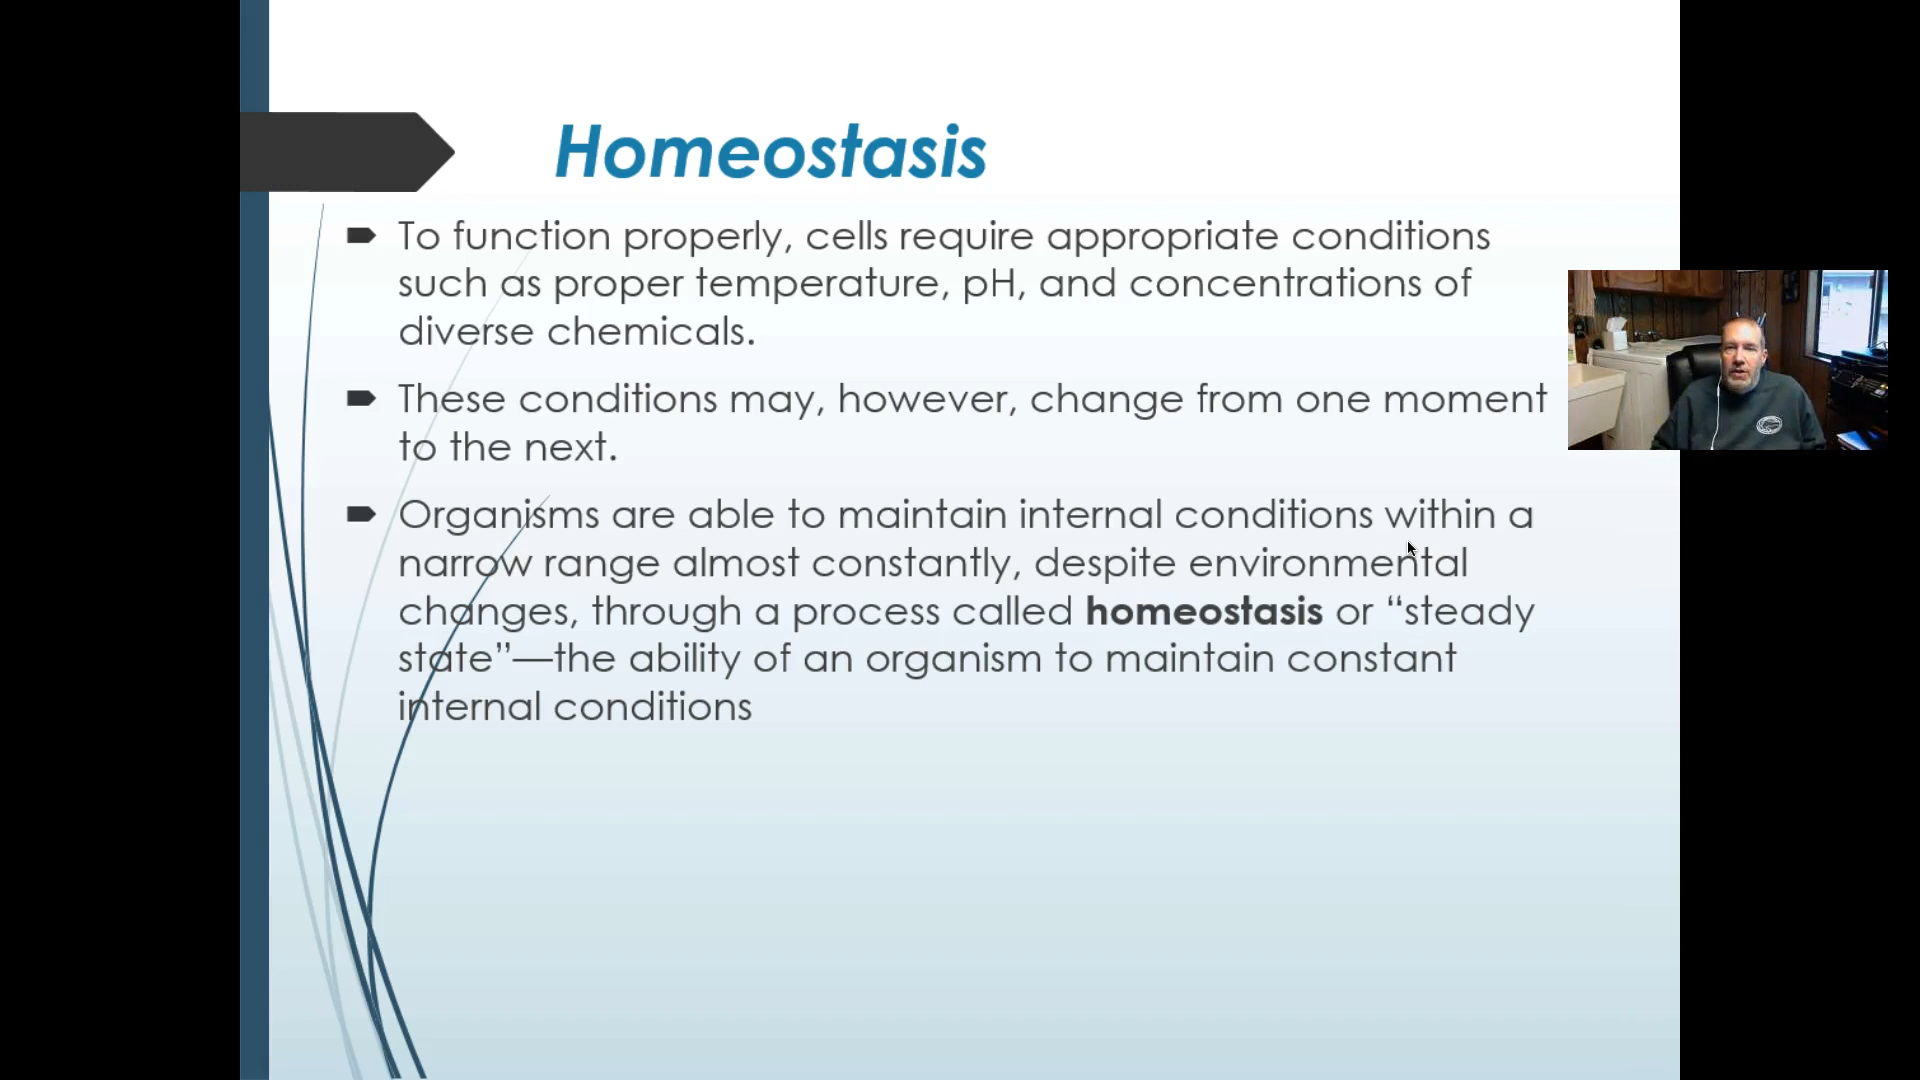 Homeostasis
To function properly, cells require appropriate conditions
such as proper temperature, pH, and concentrations of
diverse chemicals.
These conditions may, however, change from one moment
to the next.
Organisms are able to maintain internal conditions within a
narrow range almost constantly, despite environmental
changes, through a process called homeostasis or “steady
state”—the ability of an organism to maintain constant
internal conditions